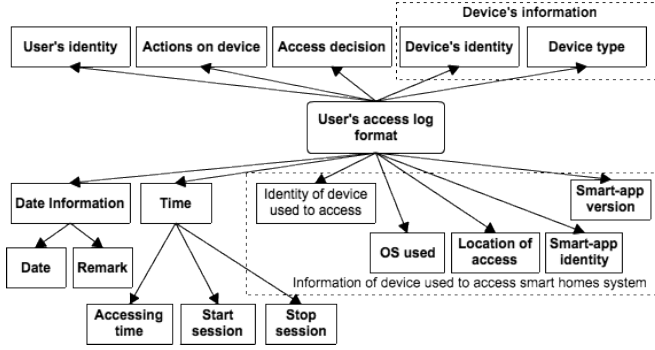 Device's information
User's identity
Actions on device
Access decision
Device's identity
Device type
User's access log
format
Date Information
Time
Identity of device
used to access
Smart-app
version
OS used
Location of
access
Smart-app
identity
Date
Remark
Information of device used to access smart homes system
Accessing
time
Start
session
Stop
session